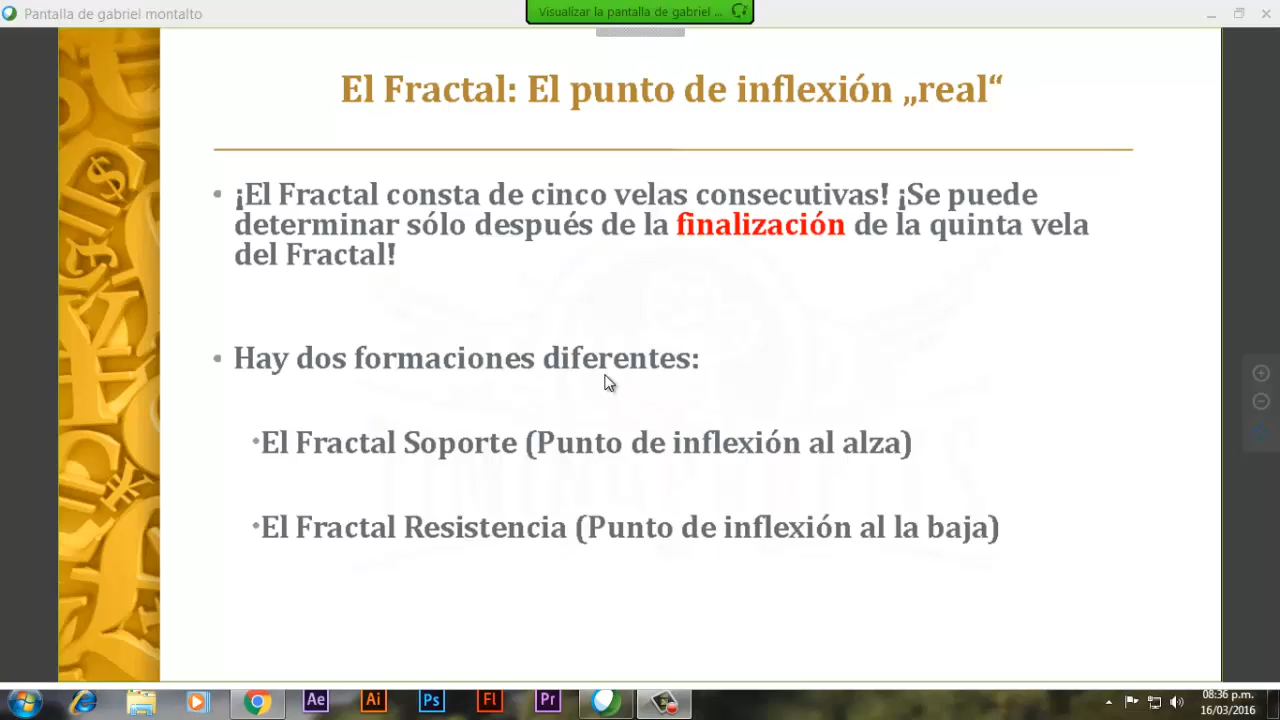 Pantalla de gabriel montalto
Visualizar la pantalla de gabriel ...
El Fractal: El punto de inflexión „real“
• ¡El Fractal consta de cinco velas consecutivas! ¡Se puede
determinar sólo después de la finalización de la quinta vela
del Fractal!
• Hay dos formaciones diferentes:
•El Fractal Soporte (Punto de inflexión al alza)
•El Fractal Resistencia (Punto de inflexión al la baja)
Ae Ai Ps Fl Pr
08:36 p.m.
16/03/2016